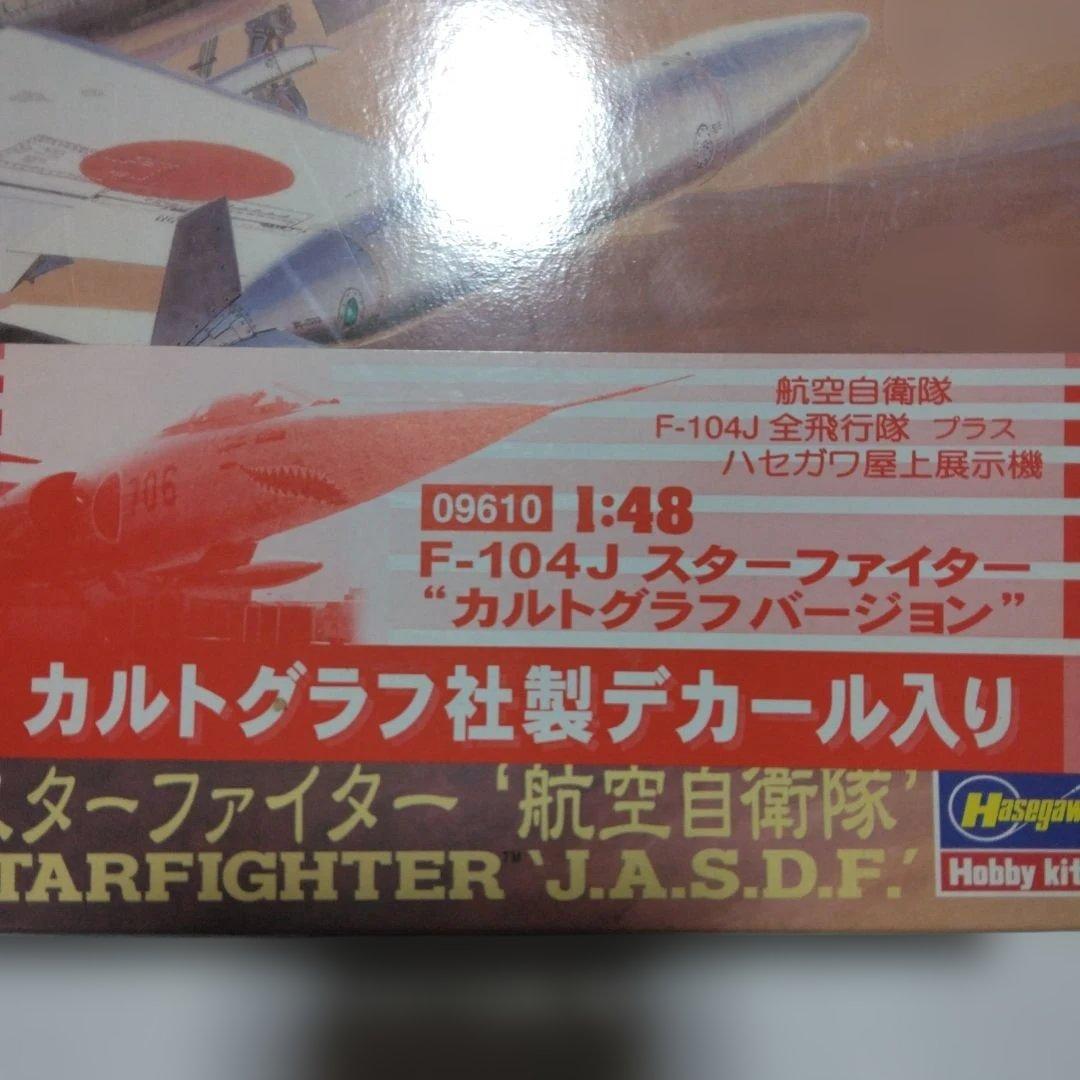 航空自衛隊
F-104J 全飛行隊 プラス
ハセガワ屋上展示機
706
09610 1:48
F-104J スターファイター
“カルトグラフバージョン”
カルトグラフ社製デカール入り
スターファイター ‘航空自衛隊’
TARFIGHTER™ ‘J.A.S.D.F.’
Hasegaw
Hobby kit